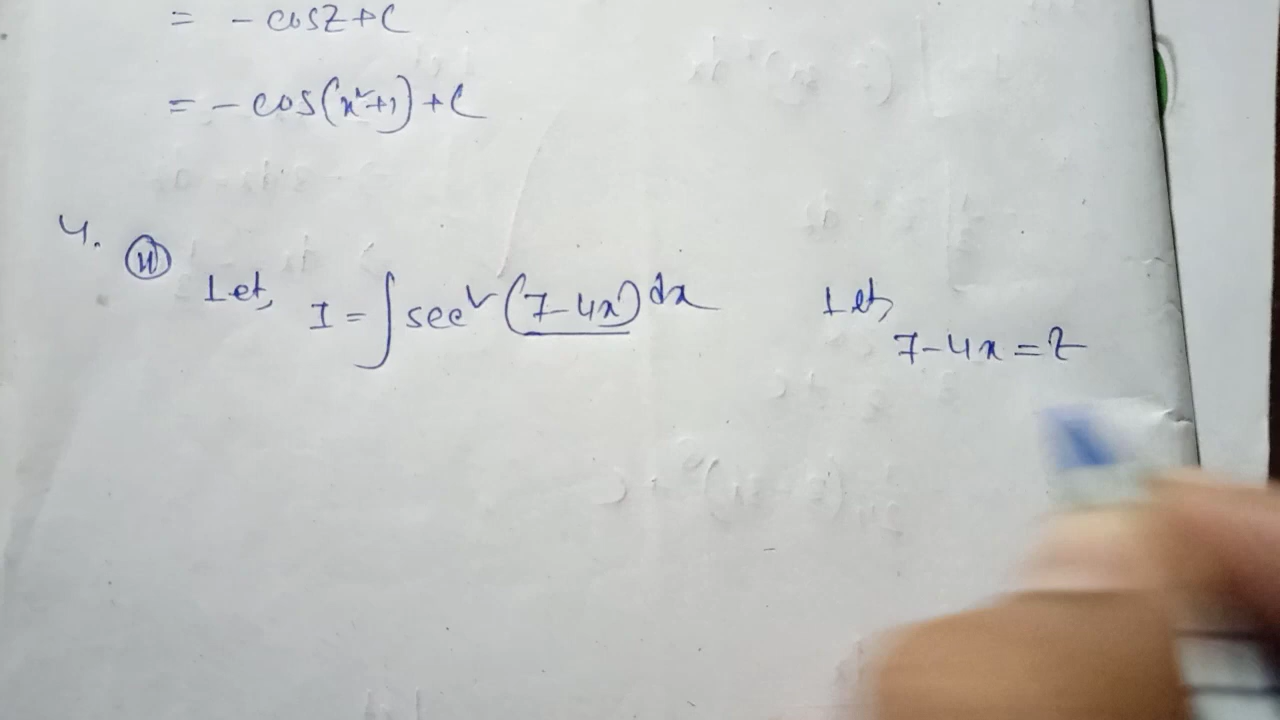 = - cosz+c
= - cos(x²+1)+c
4. (ii) Let, I = ∫ sec² (7-4x) dx
Let,
7-4x = z